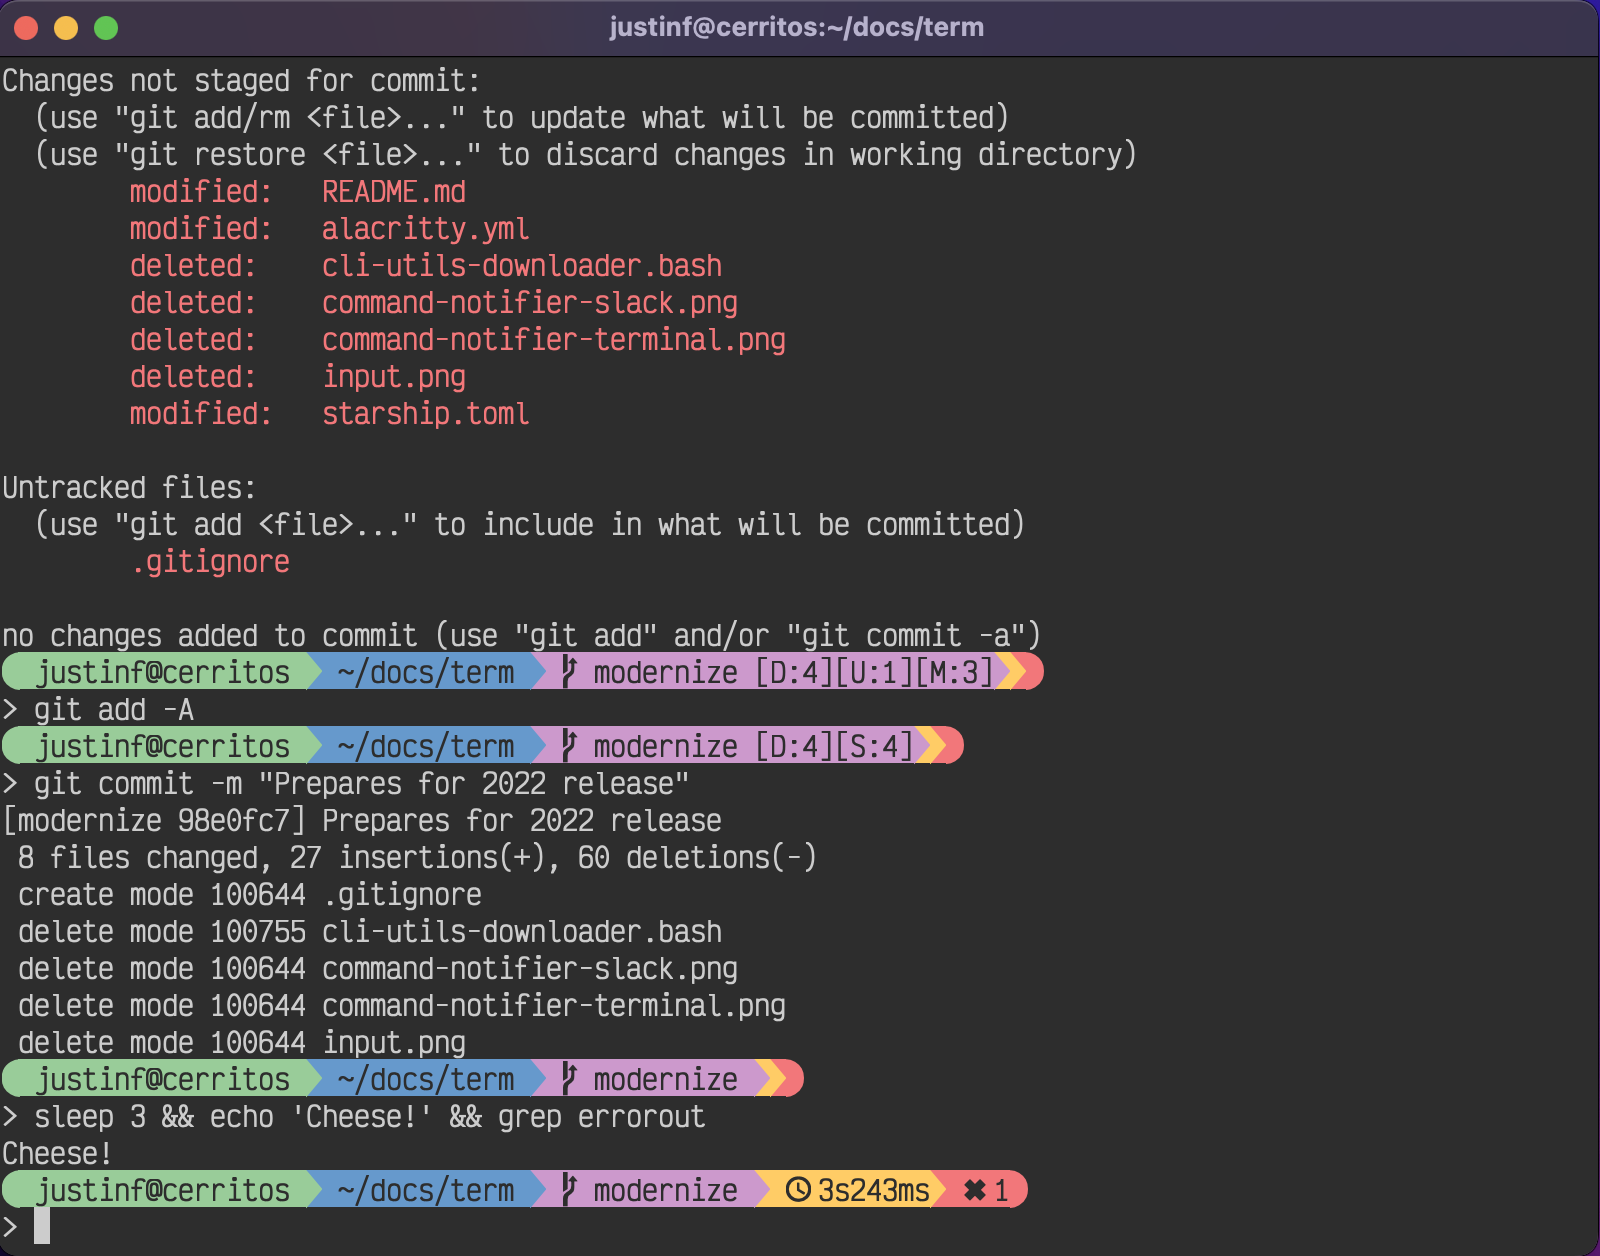 justinf@cerritos:~/docs/term
Changes not staged for commit:
  (use "git add/rm <file>..." to update what will be committed)
  (use "git restore <file>..." to discard changes in working directory)
        modified:   README.md
        modified:   alacritty.yml
        deleted:    cli-utils-downloader.bash
        deleted:    command-notifier-slack.png
        deleted:    command-notifier-terminal.png
        deleted:    input.png
        modified:   starship.toml
Untracked files:
  (use "git add <file>..." to include in what will be committed)
        .gitignore
no changes added to commit (use "git add" and/or "git commit -a")
justinf@cerritos ~/docs/term modernize [D:4][U:1][M:3]
> git add -A
justinf@cerritos ~/docs/term modernize [D:4][S:4]
> git commit -m "Prepares for 2022 release"
[modernize 98e0fc7] Prepares for 2022 release
 8 files changed, 27 insertions(+), 60 deletions(-)
 create mode 100644 .gitignore
 delete mode 100755 cli-utils-downloader.bash
 delete mode 100644 command-notifier-slack.png
 delete mode 100644 command-notifier-terminal.png
 delete mode 100644 input.png
justinf@cerritos ~/docs/term modernize
> sleep 3 && echo 'Cheese!' && grep errorout
Cheese!
justinf@cerritos ~/docs/term modernize 3s243ms ✖ 1
>